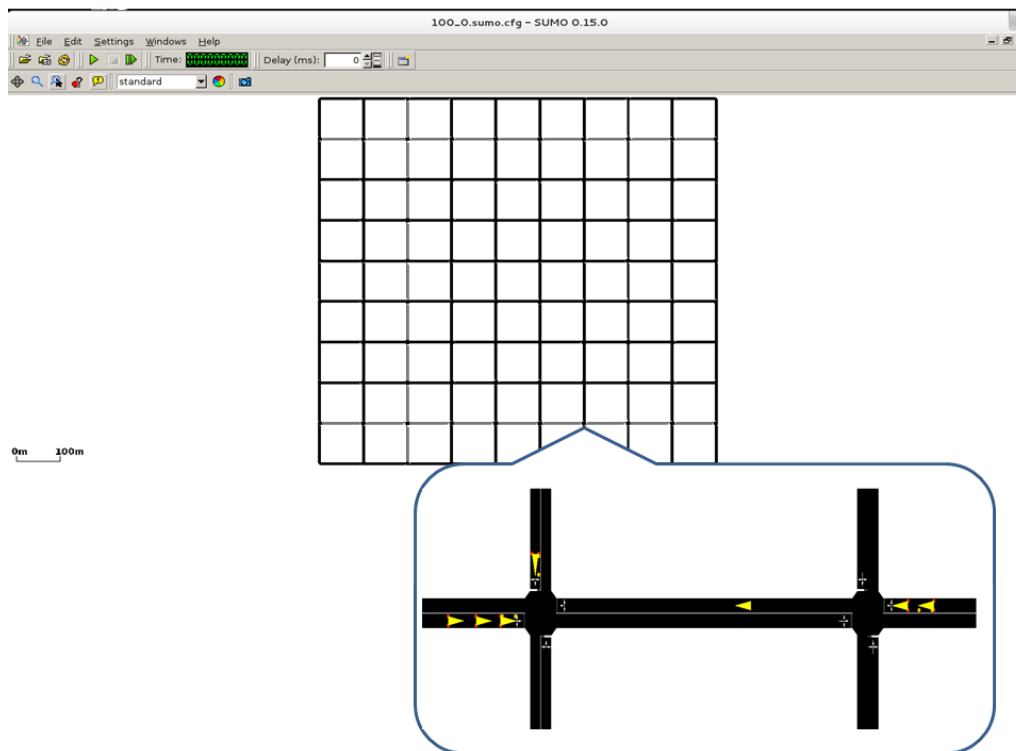 100_0.sumo.cfg – SUMO 0.15.0
File Edit Settings Windows Help
Time: Delay (ms): 0
standard
0m 100m